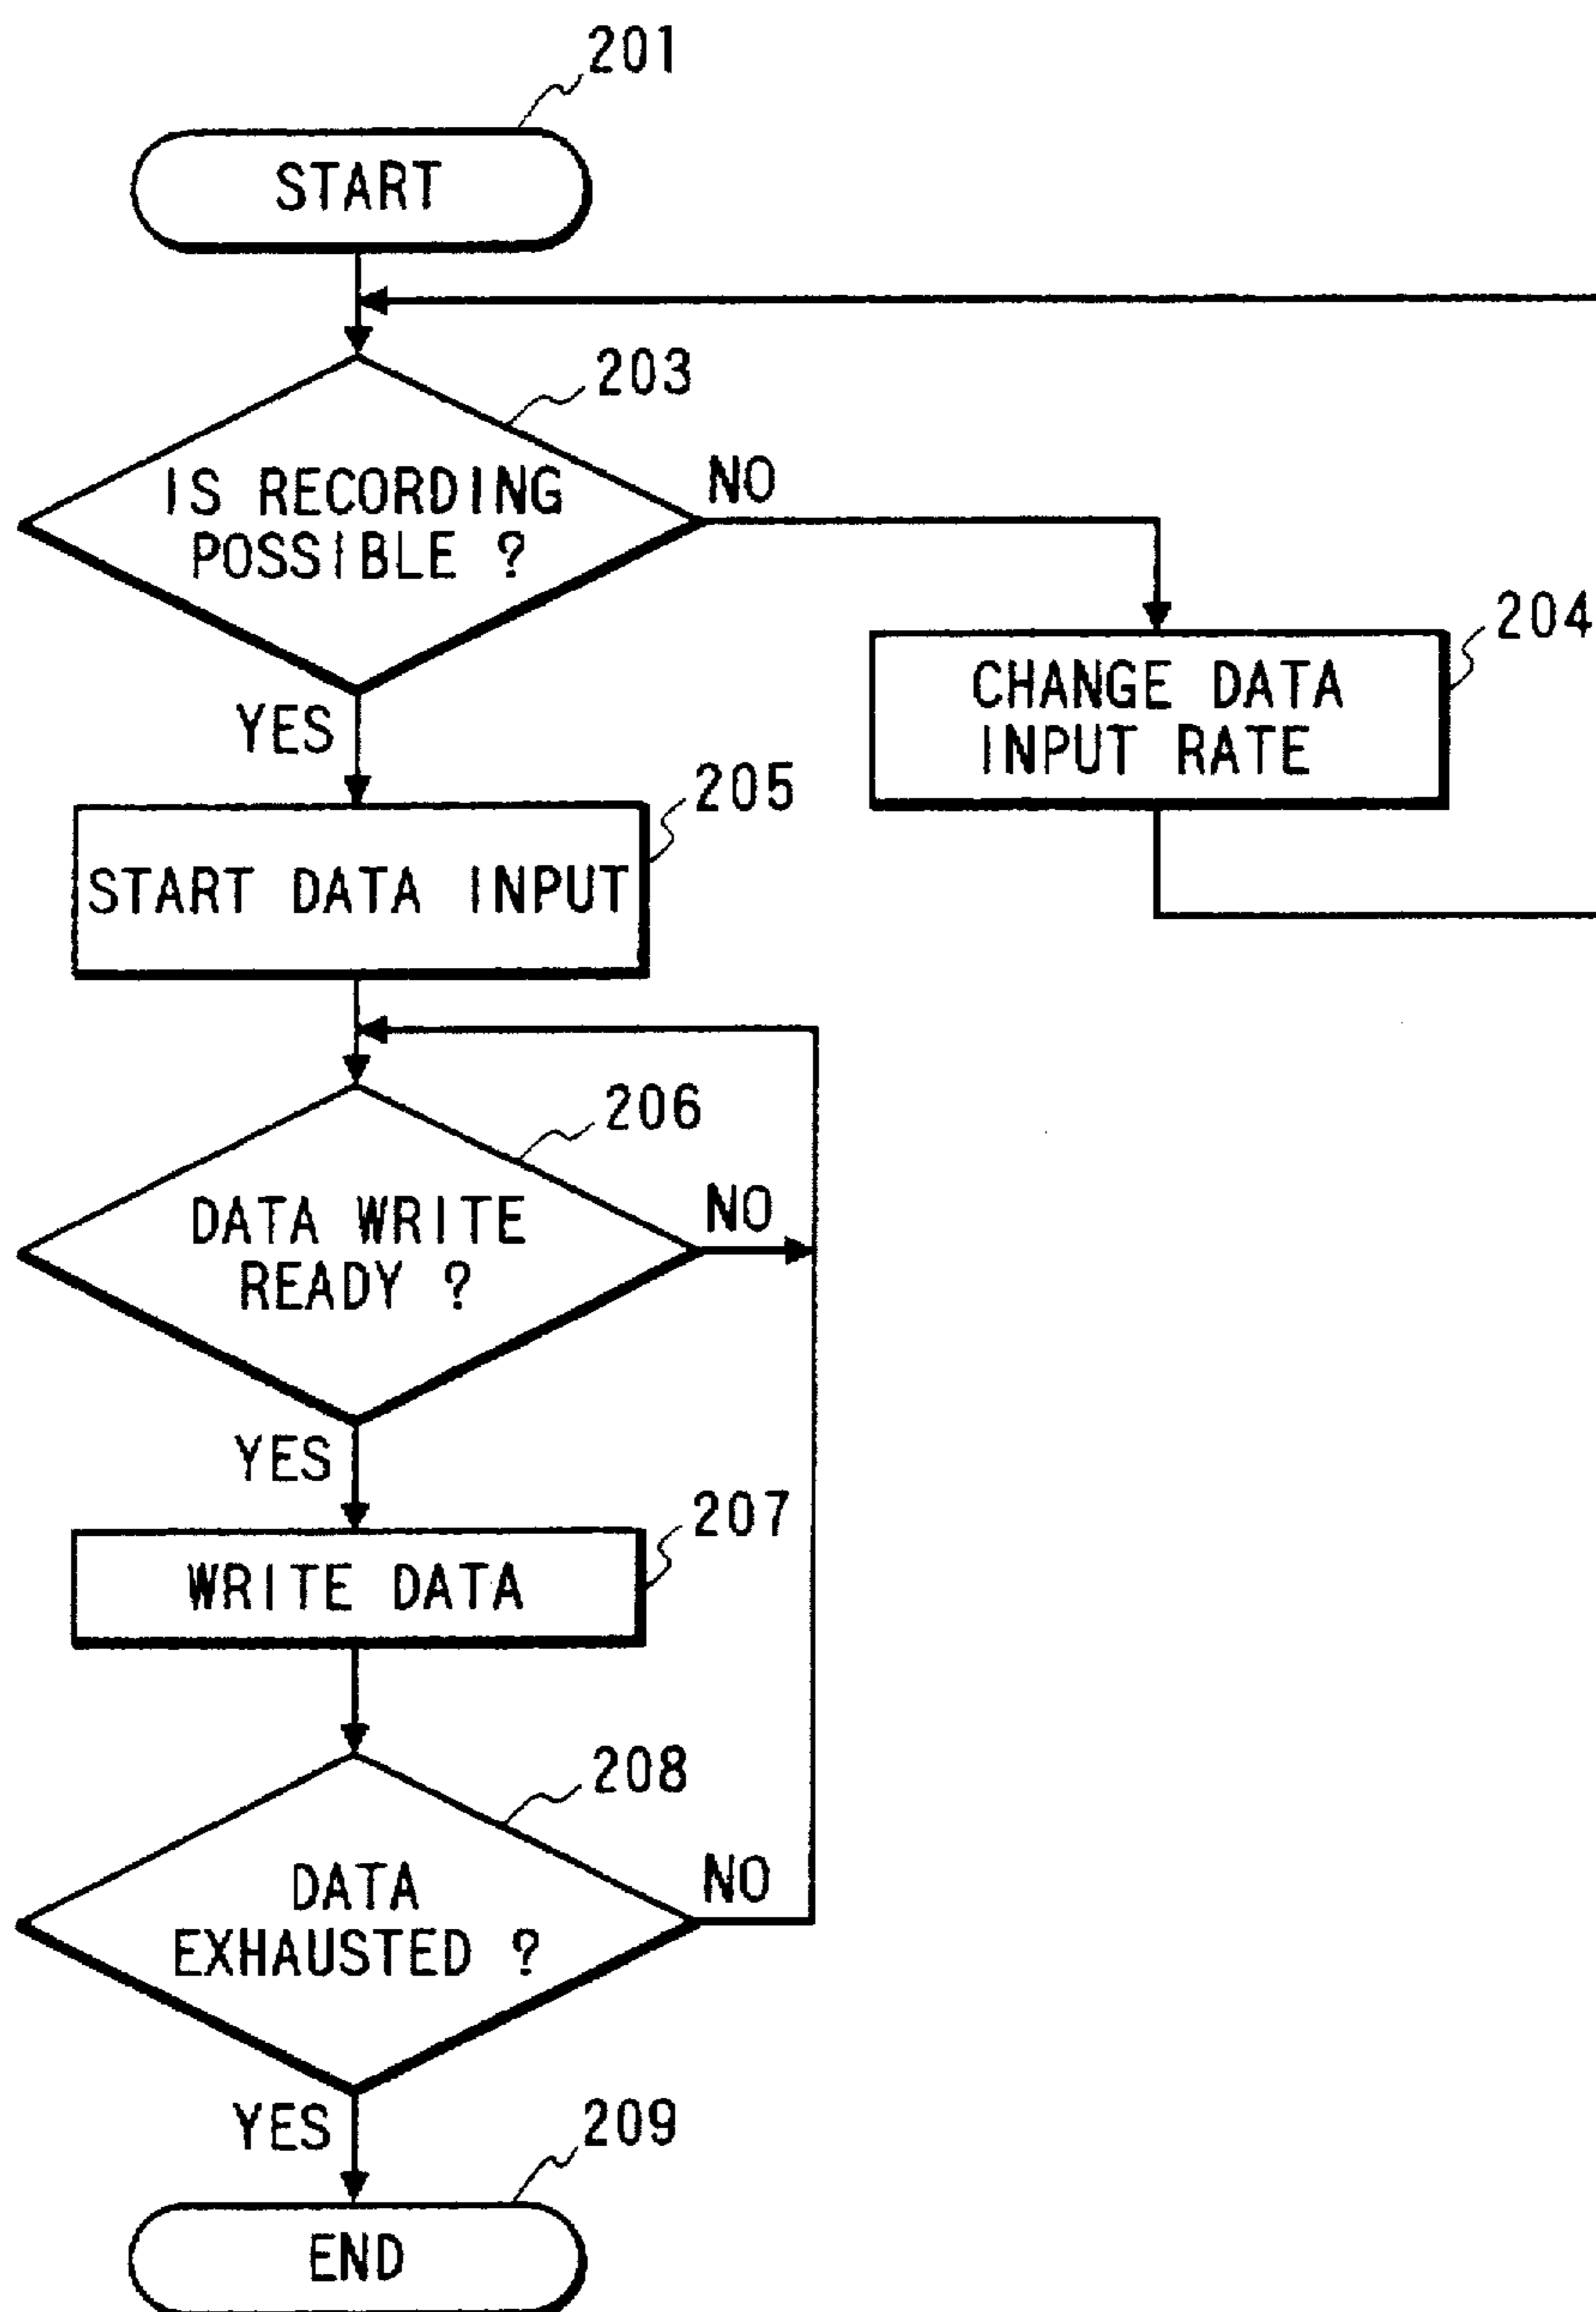 201
START
203
IS RECORDING
POSSIBLE ?
NO
204
CHANGE DATA
INPUT RATE
YES
205
START DATA INPUT
206
DATA WRITE
READY ?
NO
YES
207
WRITE DATA
208
DATA
EXHAUSTED ?
NO
YES
209
END